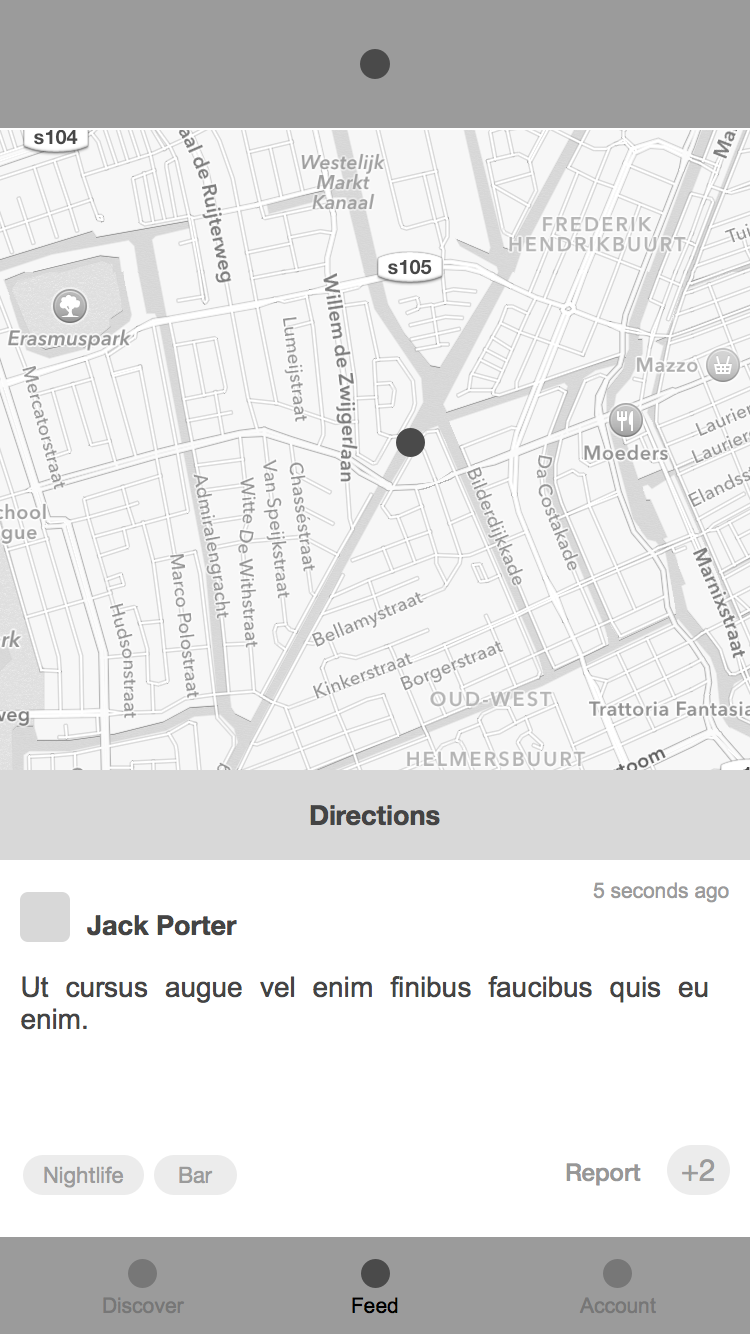 s104
aal de Ruijterweg
Westelijk
Markt
Kanaal
FREDERIK
HENDRIKBUURT
Ma
Tui
s105
Erasmuspark
Willem de Zwijgerlaan
Lumeijstraat
Mazzo
Mercatorstraat
Moeders
Laurier
Laurier
Elandss
chool
gue
Admiralengracht
Witte De Withstraat
Van Speijkstraat
Chasséstraat
Bilderdijkkade
Da Costakade
Marnixstraat
Marco Polostraat
Hudsonstraat
Bellamystraat
rk
Kinkerstraat
Borgerstraat
OUD-WEST
Trattoria Fantasia
weg
HELMERSBUURT
toom
Directions
5 seconds ago
Jack Porter
Ut cursus augue vel enim finibus faucibus quis eu
enim.
Nightlife
Bar
Report
+2
Discover
Feed
Account